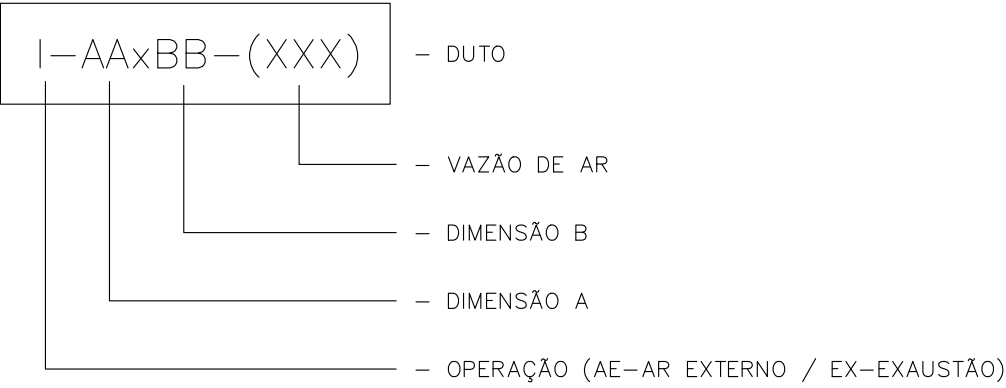 I-AAxBB-(XXX) - DUTO
- VAZÃO DE AR
- DIMENSÃO B
- DIMENSÃO A
- OPERAÇÃO (AE-AR EXTERNO / EX-EXAUSTÃO)